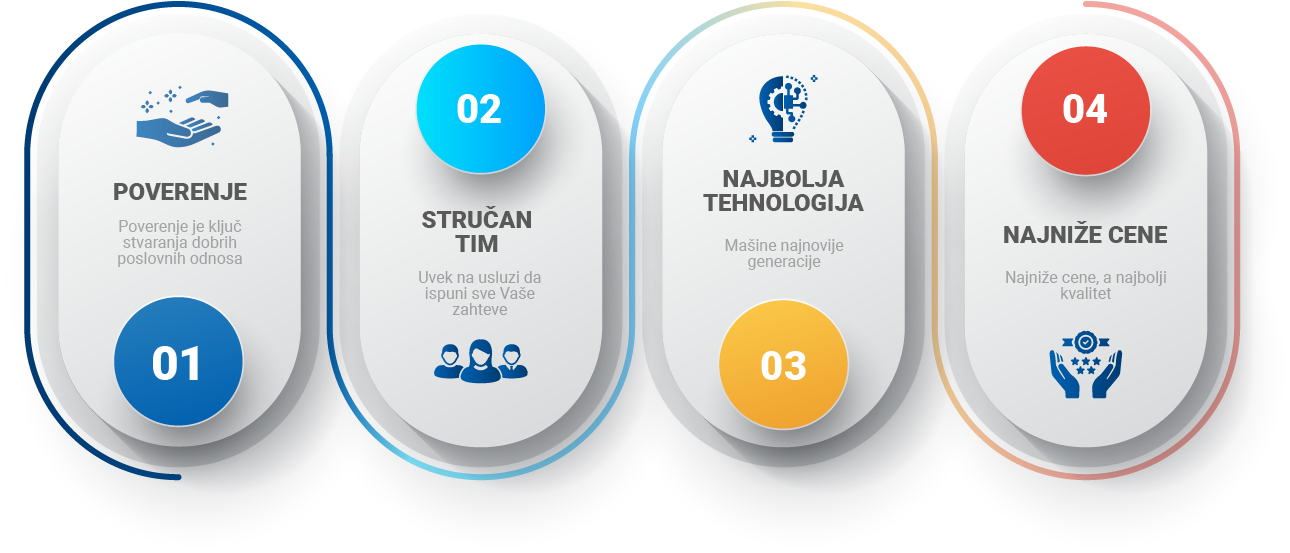 POVERENJE
Poverenje je ključ
stvaranja dobrih
poslovnih odnosa
01
02
STRUČAN
TIM
Uvek na usluzi da
ispuni sve Vaše
zahteve
NAJBOLJA
TEHNOLOGIJA
Mašine najnovije
generacije
03
04
NAJNIŽE CENE
Najniže cene, a najbolji
kvalitet